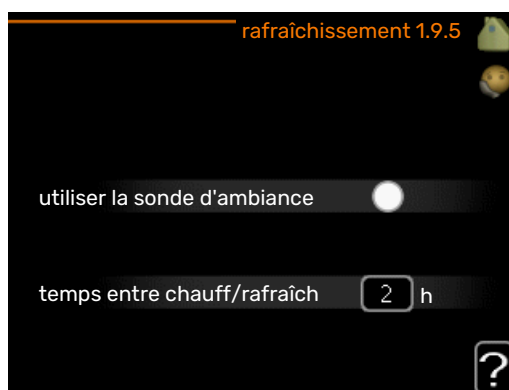 rafraîchissement 1.9.5
utiliser la sonde d'ambiance
temps entre chauff/rafraîch 2 h
?